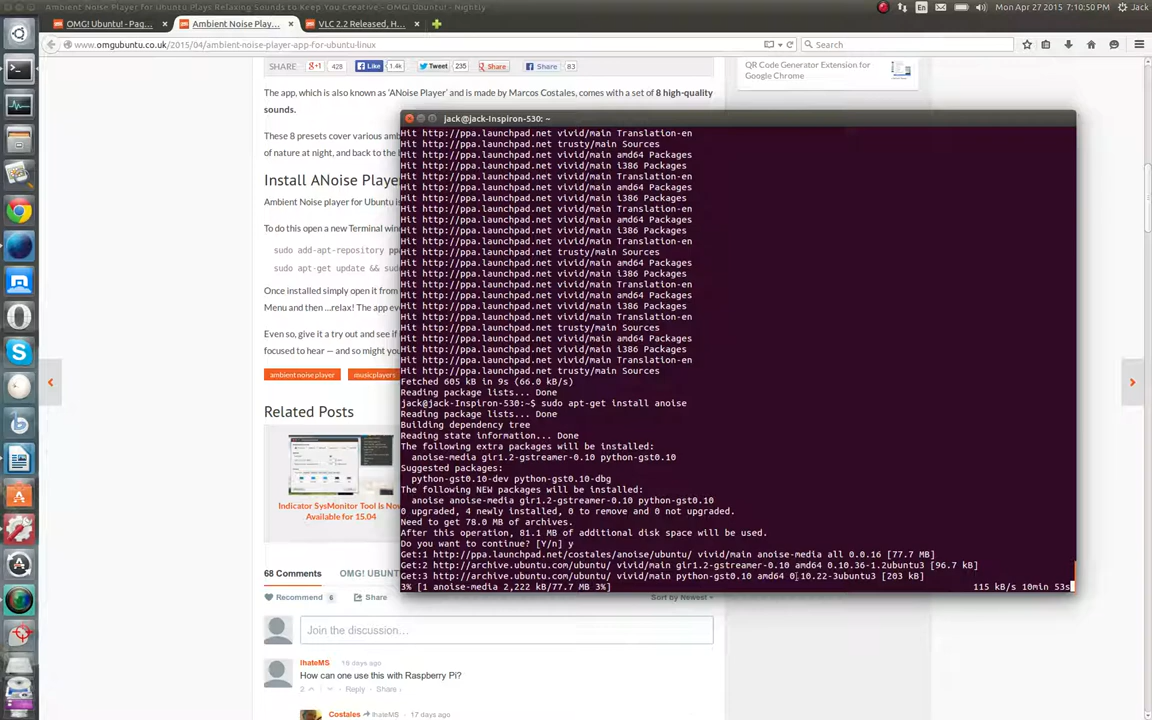 Ambient Noise Player for Ubuntu Plays Relaxing Sounds to Keep You Creative - OMG! Ubuntu! - Nightly
En
Mon Apr 27 2015, 7:10:50 PM
Jack
OMG! Ubuntu! - Pag...
Ambient Noise Play...
VLC 2.2 Released, H...
www.omgubuntu.co.uk/2015/04/ambient-noise-player-app-for-ubuntu-linux
Search
SHARE
+1
428
Like
1.4k
Tweet
235
Share
Share
83
QR Code Generator Extension for
Google Chrome
The app, which is also known as 'ANoise Player' and is made by Marcos Costales, comes with a set of 8 high-quality
sounds.
These 8 presets cover various amb
of nature at night, and back to the
Install ANoise Playe
Ambient Noise player for Ubuntu is
To do this open a new Terminal win
sudo add-apt-repository pp
sudo apt-get update && sud
Once installed simply open it from
Menu and then ...relax! The app ev
Even so, give it a try out and see if
focused to hear — and so might you
ambient noise player
musicplayers
Related Posts
Indicator SysMonitor Tool Is Now
Available for 15.04
68 Comments
OMG! UBUNTU!
Recommend 6
Share
Sort by Newest
Join the discussion...
IhateMS
18 days ago
How can one use this with Raspberry Pi?
2
Reply
Share ›
Costales
IhateMS
17 days ago
jack@jack-Inspiron-530: ~
Hit http://ppa.launchpad.net vivid/main Translation-en
Hit http://ppa.launchpad.net trusty/main Sources
Hit http://ppa.launchpad.net vivid/main amd64 Packages
Hit http://ppa.launchpad.net vivid/main i386 Packages
Hit http://ppa.launchpad.net vivid/main Translation-en
Hit http://ppa.launchpad.net vivid/main amd64 Packages
Hit http://ppa.launchpad.net vivid/main i386 Packages
Hit http://ppa.launchpad.net vivid/main Translation-en
Hit http://ppa.launchpad.net vivid/main amd64 Packages
Hit http://ppa.launchpad.net vivid/main i386 Packages
Hit http://ppa.launchpad.net vivid/main Translation-en
Hit http://ppa.launchpad.net trusty/main Sources
Hit http://ppa.launchpad.net vivid/main amd64 Packages
Hit http://ppa.launchpad.net vivid/main i386 Packages
Hit http://ppa.launchpad.net vivid/main Translation-en
Hit http://ppa.launchpad.net vivid/main amd64 Packages
Hit http://ppa.launchpad.net vivid/main i386 Packages
Hit http://ppa.launchpad.net vivid/main Translation-en
Hit http://ppa.launchpad.net trusty/main Sources
Hit http://ppa.launchpad.net vivid/main amd64 Packages
Hit http://ppa.launchpad.net vivid/main i386 Packages
Hit http://ppa.launchpad.net vivid/main Translation-en
Hit http://ppa.launchpad.net trusty/main Sources
Fetched 605 kB in 9s (66.0 kB/s)
Reading package lists... Done
jack@jack-Inspiron-530:~$ sudo apt-get install anoise
Reading package lists... Done
Building dependency tree
Reading state information... Done
The following extra packages will be installed:
anoise-media gir1.2-gstreamer-0.10 python-gst0.10
Suggested packages:
python-gst0.10-dev python-gst0.10-dbg
The following NEW packages will be installed:
anoise anoise-media gir1.2-gstreamer-0.10 python-gst0.10
0 upgraded, 4 newly installed, 0 to remove and 0 not upgraded.
Need to get 78.0 MB of archives.
After this operation, 81.1 MB of additional disk space will be used.
Do you want to continue? [Y/n] y
Get:1 http://ppa.launchpad.net/costales/anoise/ubuntu/ vivid/main anoise-media all 0.0.16 [77.7 MB]
Get:2 http://archive.ubuntu.com/ubuntu/ vivid/main gir1.2-gstreamer-0.10 amd64 0.10.36-1.2ubuntu3 [96.7 kB]
Get:3 http://archive.ubuntu.com/ubuntu/ vivid/main python-gst0.10 amd64 0.10.22-3ubuntu3 [203 kB]
3% [1 anoise-media 2,222 kB/77.7 MB 3%]
115 kB/s 10min 53s